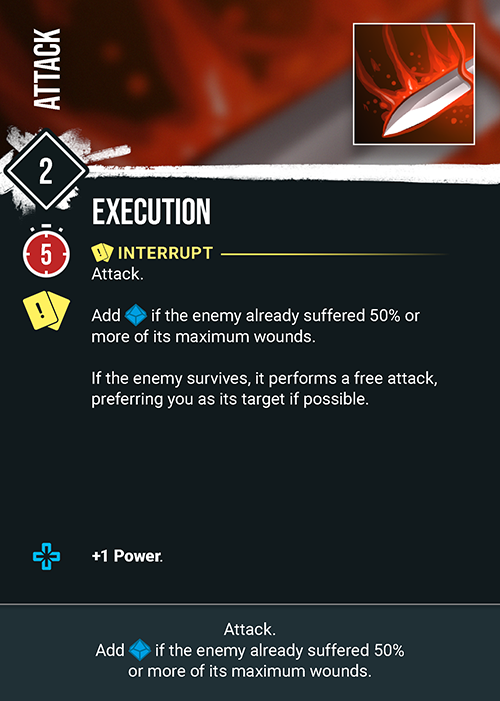 ATTACK
2
EXECUTION
5
INTERRUPT
Attack.
!
Add if the enemy already suffered 50% or
more of its maximum wounds.
If the enemy survives, it performs a free attack,
preferring you as its target if possible.
+1 Power.
Attack.
Add if the enemy already suffered 50%
or more of its maximum wounds.